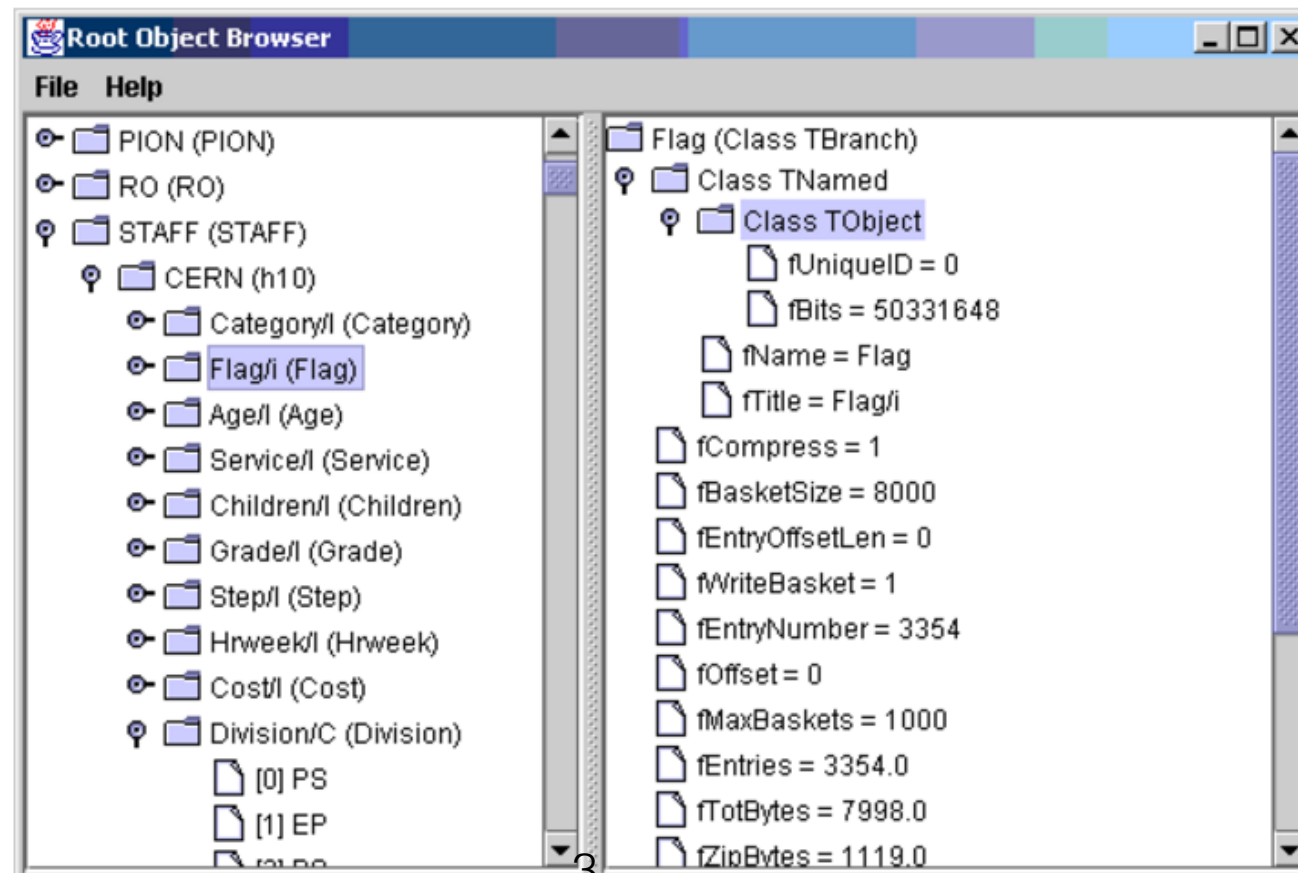 Root Object Browser
File Help
PION (PION)
RO (RO)
STAFF (STAFF)
CERN (h10)
Category/I (Category)
Flag/i (Flag)
Age/I (Age)
Service/I (Service)
Children/I (Children)
Grade/I (Grade)
Step/I (Step)
Hrweek/I (Hrweek)
Cost/I (Cost)
Division/C (Division)
[0] PS
[1] EP
Flag (Class TBranch)
Class TNamed
Class TObject
fUniqueID = 0
fBits = 50331648
fName = Flag
fTitle = Flag/i
fCompress = 1
fBasketSize = 8000
fEntryOffsetLen = 0
fWriteBasket = 1
fEntryNumber = 3354
fOffset = 0
fMaxBaskets = 1000
fEntries = 3354.0
fTotBytes = 7998.0
fZipBytes = 1119.0
3